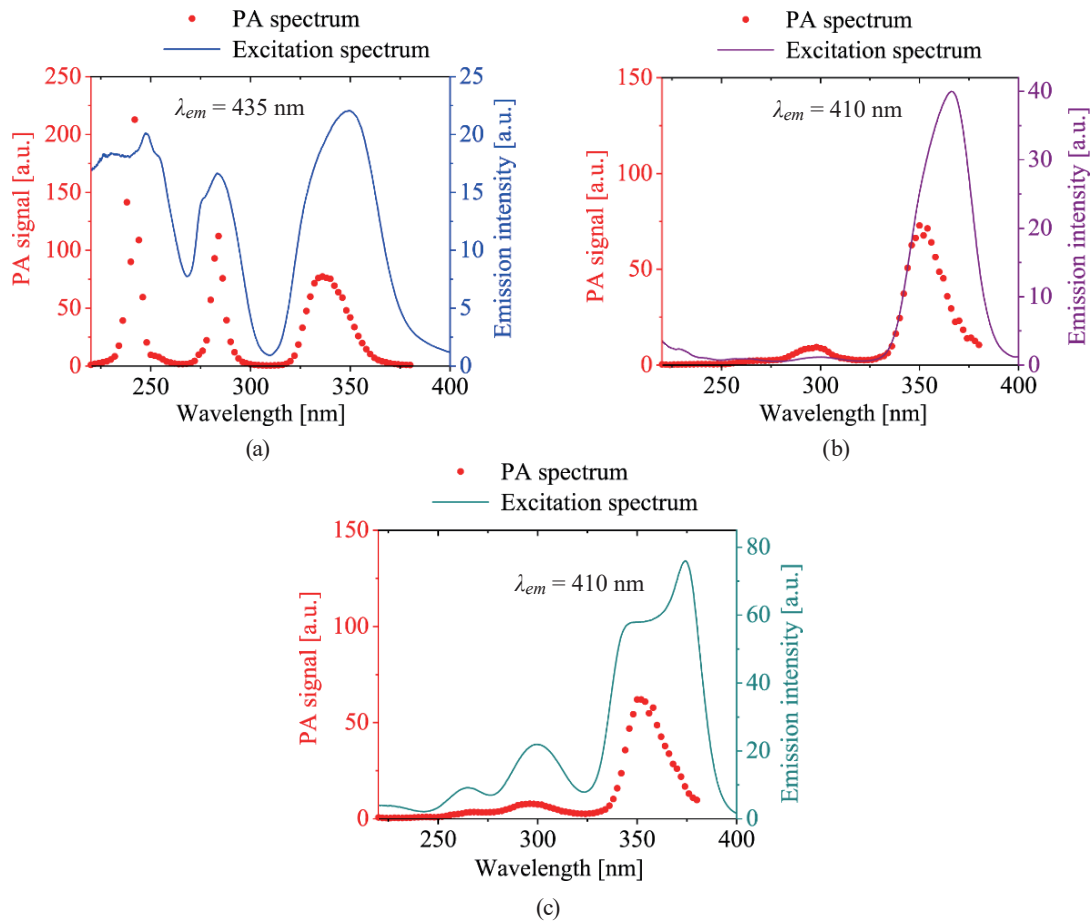 PA spectrum
Excitation spectrum
λem = 435 nm
PA signal [a.u.]
250
200
150
100
50
0
Emission intensity [a.u.]
25
20
15
10
5
0
250 300 350 400
Wavelength [nm]
(a)
PA spectrum
Excitation spectrum
λem = 410 nm
PA signal [a.u.]
150
100
50
0
Emission intensity [a.u.]
40
30
20
10
0
250 300 350 400
Wavelength [nm]
(b)
PA spectrum
Excitation spectrum
λem = 410 nm
PA signal [a.u.]
150
100
50
0
Emission intensity [a.u.]
80
60
40
20
0
250 300 350 400
Wavelength [nm]
(c)